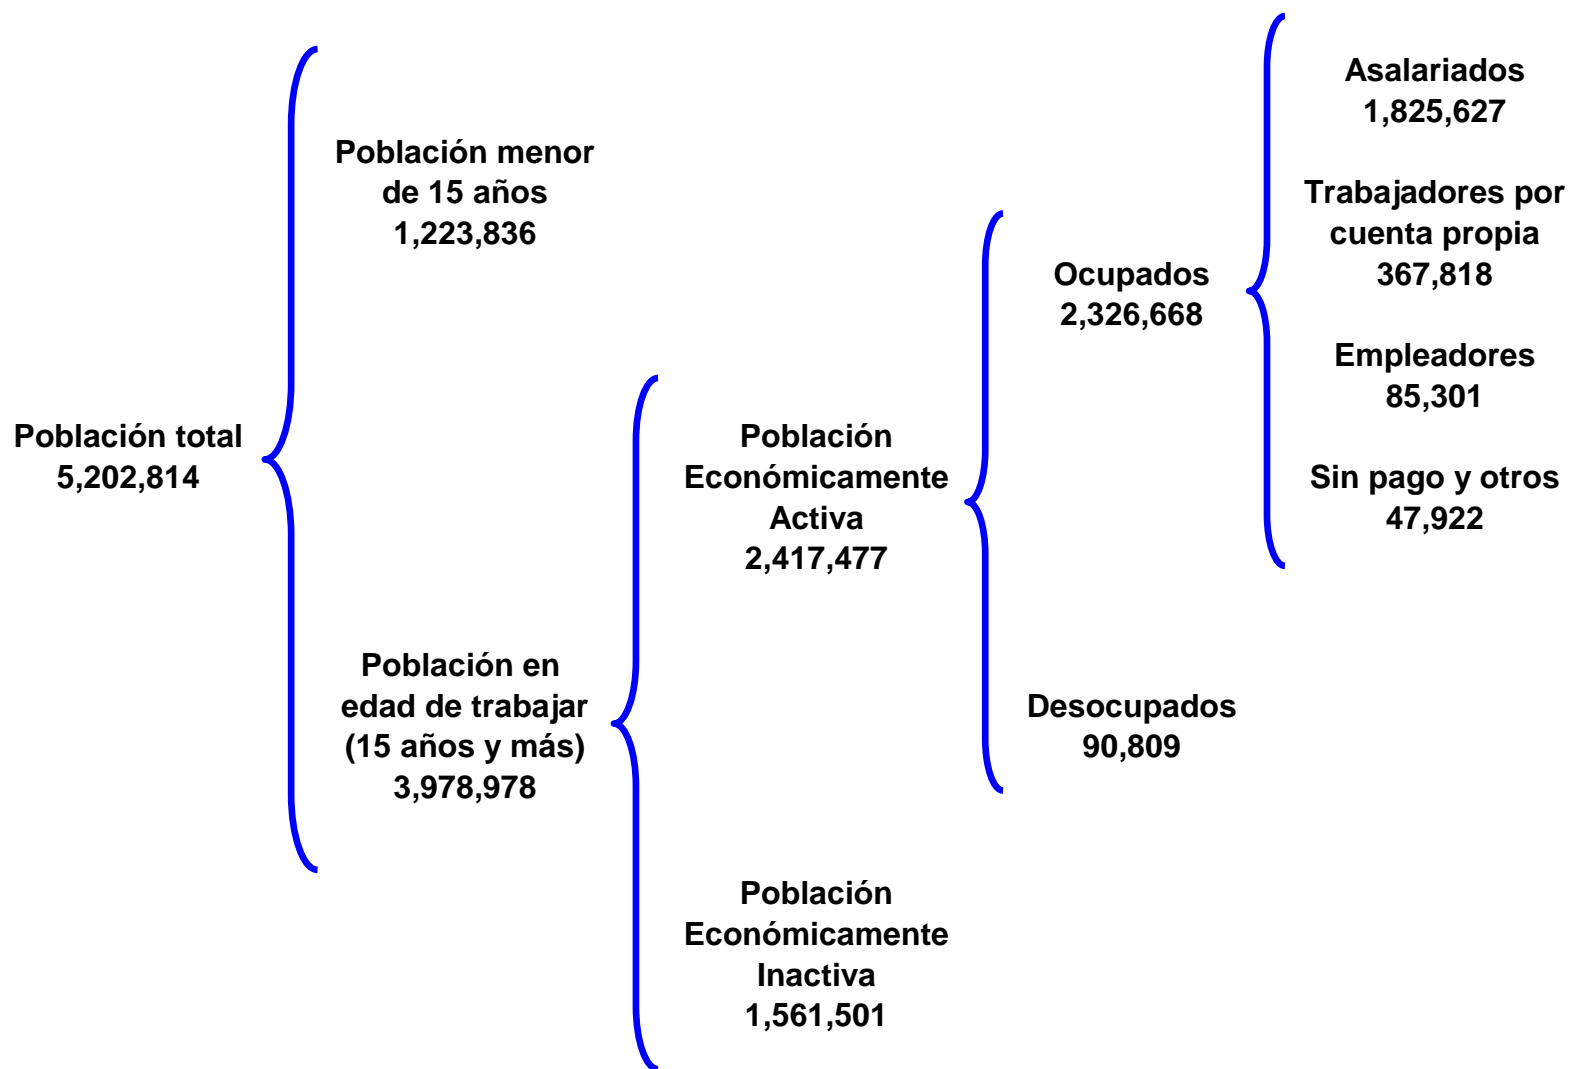 Población total
5,202,814
Población menor
de 15 años
1,223,836
Población en
edad de trabajar
(15 años y más)
3,978,978
Población
Económicamente
Activa
2,417,477
Población
Económicamente
Inactiva
1,561,501
Ocupados
2,326,668
Desocupados
90,809
Asalariados
1,825,627
Trabajadores por
cuenta propia
367,818
Empleadores
85,301
Sin pago y otros
47,922